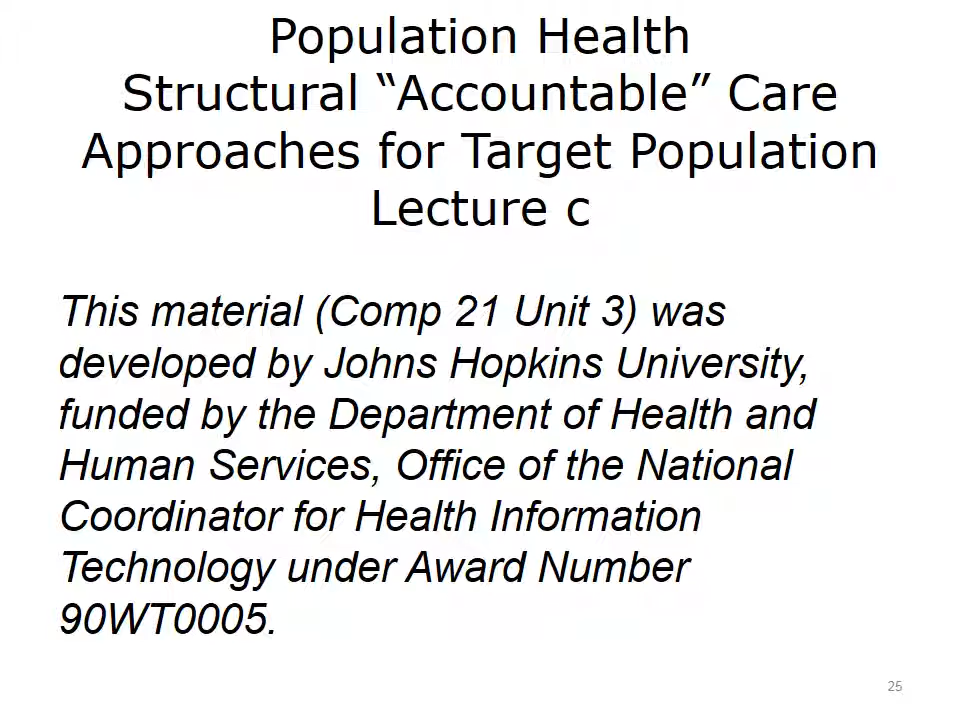 Population Health
Structural “Accountable” Care
Approaches for Target Population
Lecture c
This material (Comp 21 Unit 3) was
developed by Johns Hopkins University,
funded by the Department of Health and
Human Services, Office of the National
Coordinator for Health Information
Technology under Award Number
90WT0005.
25